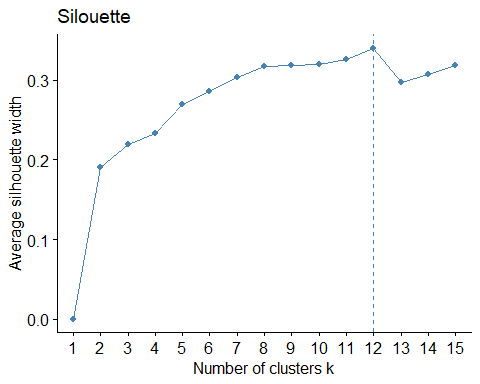 Silouette
Average silhouette width
0.3
0.2
0.1
0.0
1 2 3 4 5 6 7 8 9 10 11 12 13 14 15
Number of clusters k